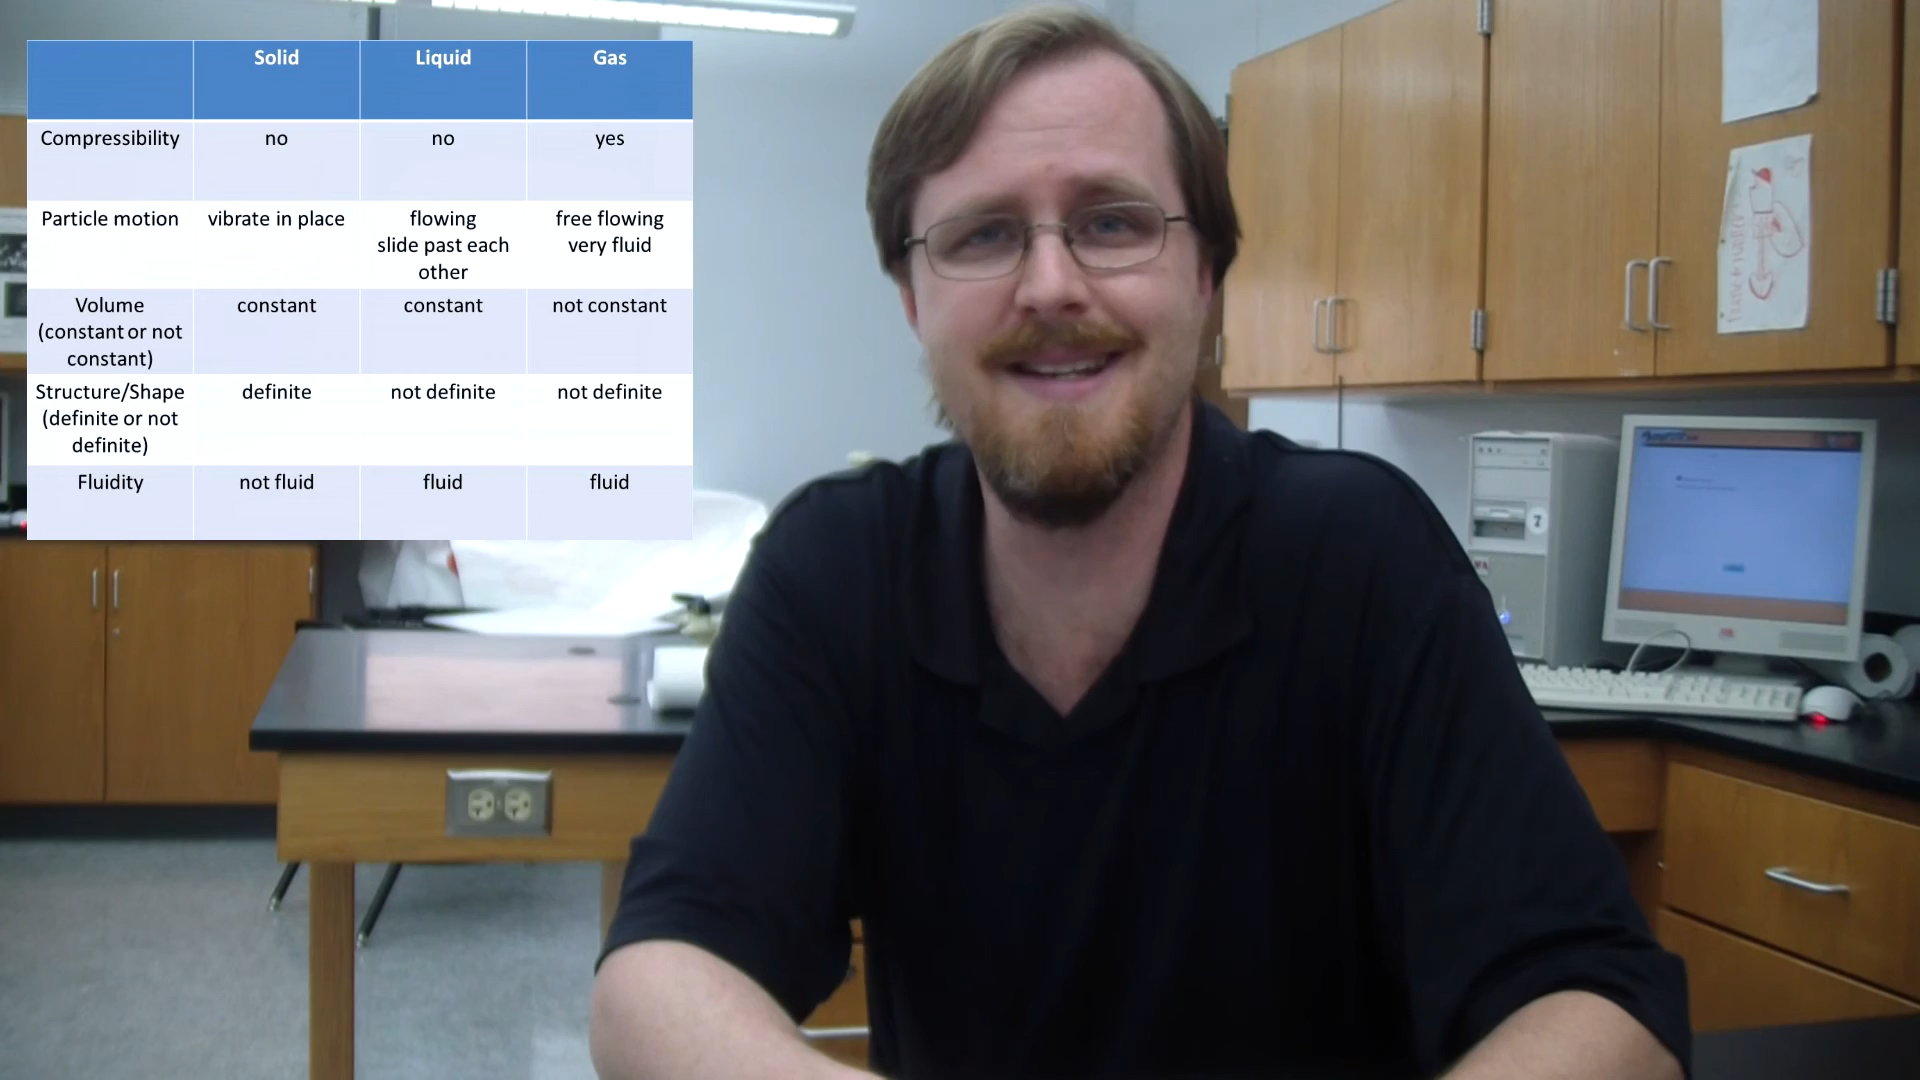 Solid Liquid Gas
Compressibility no no yes
Particle motion vibrate in place flowing free flowing
slide past each very fluid
other
Volume constant constant not constant
(constant or not
constant)
Structure/Shape definite not definite not definite
(definite or not
definite)
Fluidity not fluid fluid fluid
7